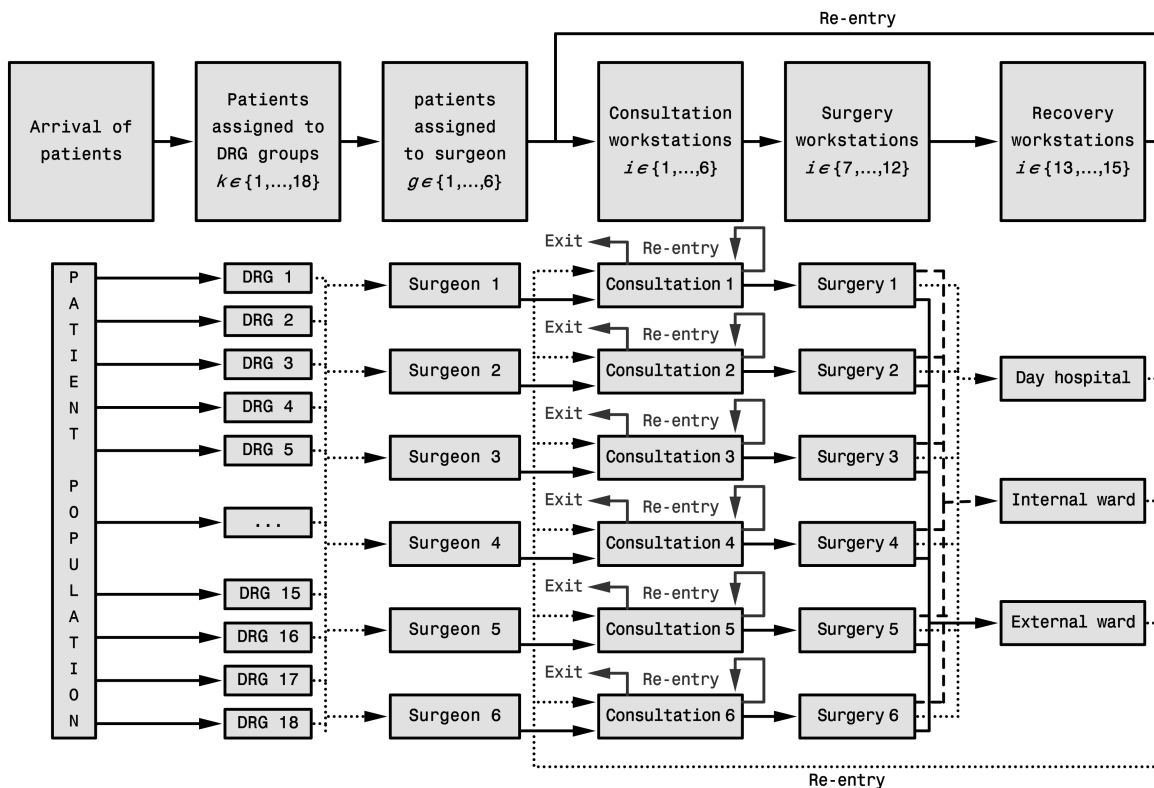 Re-entry
Arrival of
patients
Patients
assigned to
DRG groups
k∈{1,...,18}
patients
assigned
to surgeon
g∈{1,...,6}
Consultation
workstations
i∈{1,...,6}
Surgery
workstations
i∈{7,...,12}
Recovery
workstations
i∈{13,...,15}
PATIENT POPULATION
DRG 1
DRG 2
DRG 3
DRG 4
DRG 5
...
DRG 15
DRG 16
DRG 17
DRG 18
Surgeon 1
Surgeon 2
Surgeon 3
Surgeon 4
Surgeon 5
Surgeon 6
Exit
Re-entry
Consultation 1
Exit
Re-entry
Consultation 2
Exit
Re-entry
Consultation 3
Exit
Re-entry
Consultation 4
Exit
Re-entry
Consultation 5
Exit
Re-entry
Consultation 6
Surgery 1
Surgery 2
Surgery 3
Surgery 4
Surgery 5
Surgery 6
Day hospital
Internal ward
External ward
Re-entry